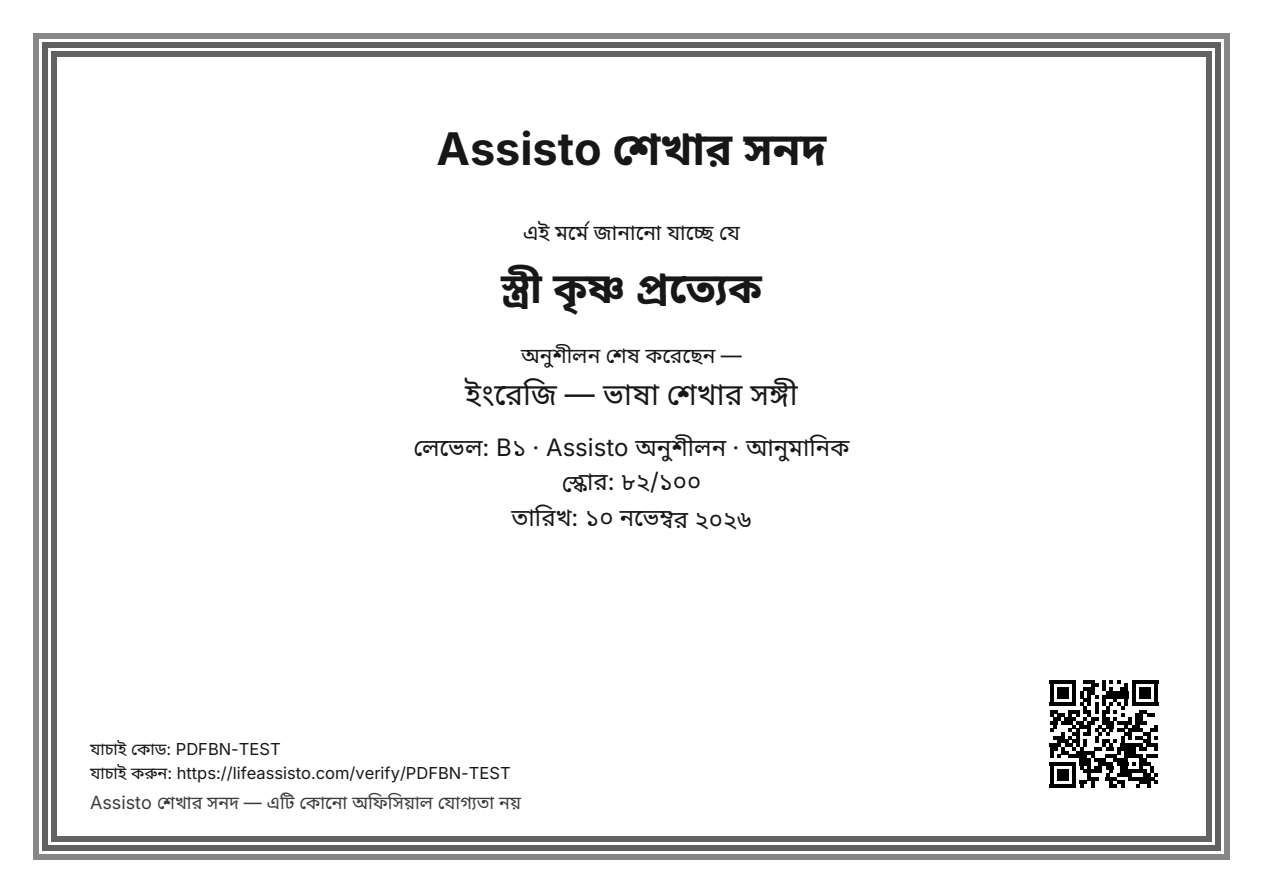 Assisto শেখার সনদ
এই মর্মে জানানো যাচ্ছে যে
স্ত্রী কৃষ্ণ প্রত্যেক
অনুশীলন শেষ করেছেন —
ইংরেজি — ভাষা শেখার সঙ্গী
লেভেল: B১ · Assisto অনুশীলন · আনুমানিক
স্কোর: ৮২/১০০
তারিখ: ১০ নভেম্বর ২০২৬
যাচাই কোড: PDFBN-TEST
যাচাই করুন: https://lifeassisto.com/verify/PDFBN-TEST
Assisto শেখার সনদ — এটি কোনো অফিসিয়াল যোগ্যতা নয়